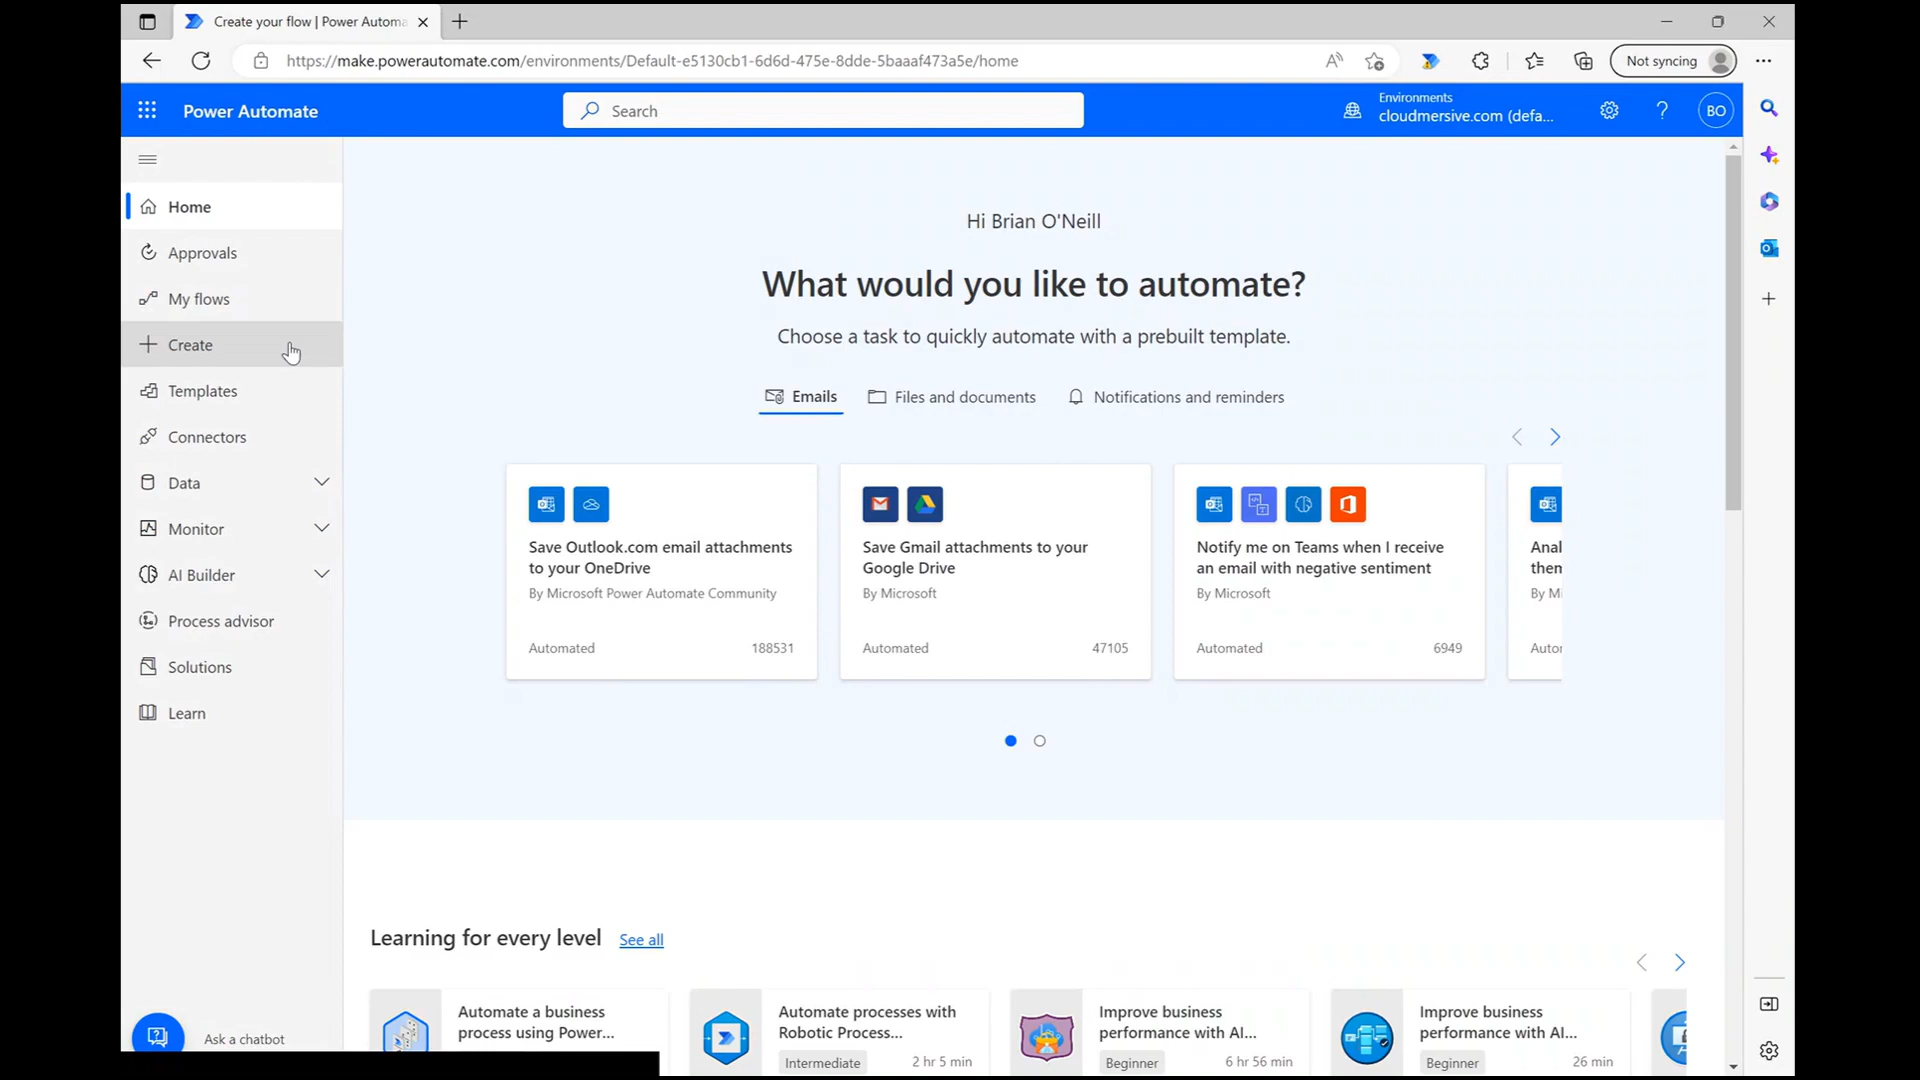 Create your flow | Power Automa
https://make.powerautomate.com/environments/Default-e5130cb1-6d6d-475e-8dde-5baaaf473a5e/home
Not syncing
Power Automate
Search
Environments
cloudmersive.com (defa...
BO
Home
Approvals
My flows
Create
Templates
Connectors
Data
Monitor
AI Builder
Process advisor
Solutions
Learn
Ask a chatbot
Hi Brian O'Neill
What would you like to automate?
Choose a task to quickly automate with a prebuilt template.
Emails
Files and documents
Notifications and reminders
Save Outlook.com email attachments
to your OneDrive
By Microsoft Power Automate Community
Automated 188531
Save Gmail attachments to your
Google Drive
By Microsoft
Automated 47105
Notify me on Teams when I receive
an email with negative sentiment
By Microsoft
Automated 6949
Anal
them
By Mi
Autor
Learning for every level See all
Automate a business
process using Power...
Automate processes with
Robotic Process...
Intermediate 2 hr 5 min
Improve business
performance with AI...
Beginner 6 hr 56 min
Improve business
performance with AI...
Beginner 26 min